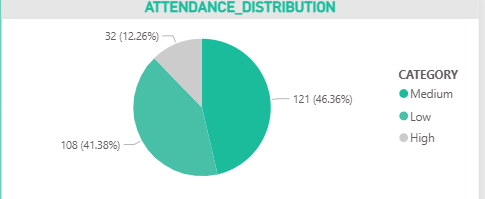 ATTENDANCE_DISTRIBUTION
32 (12.26%)
121 (46.36%)
108 (41.38%)
CATEGORY
Medium
Low
High